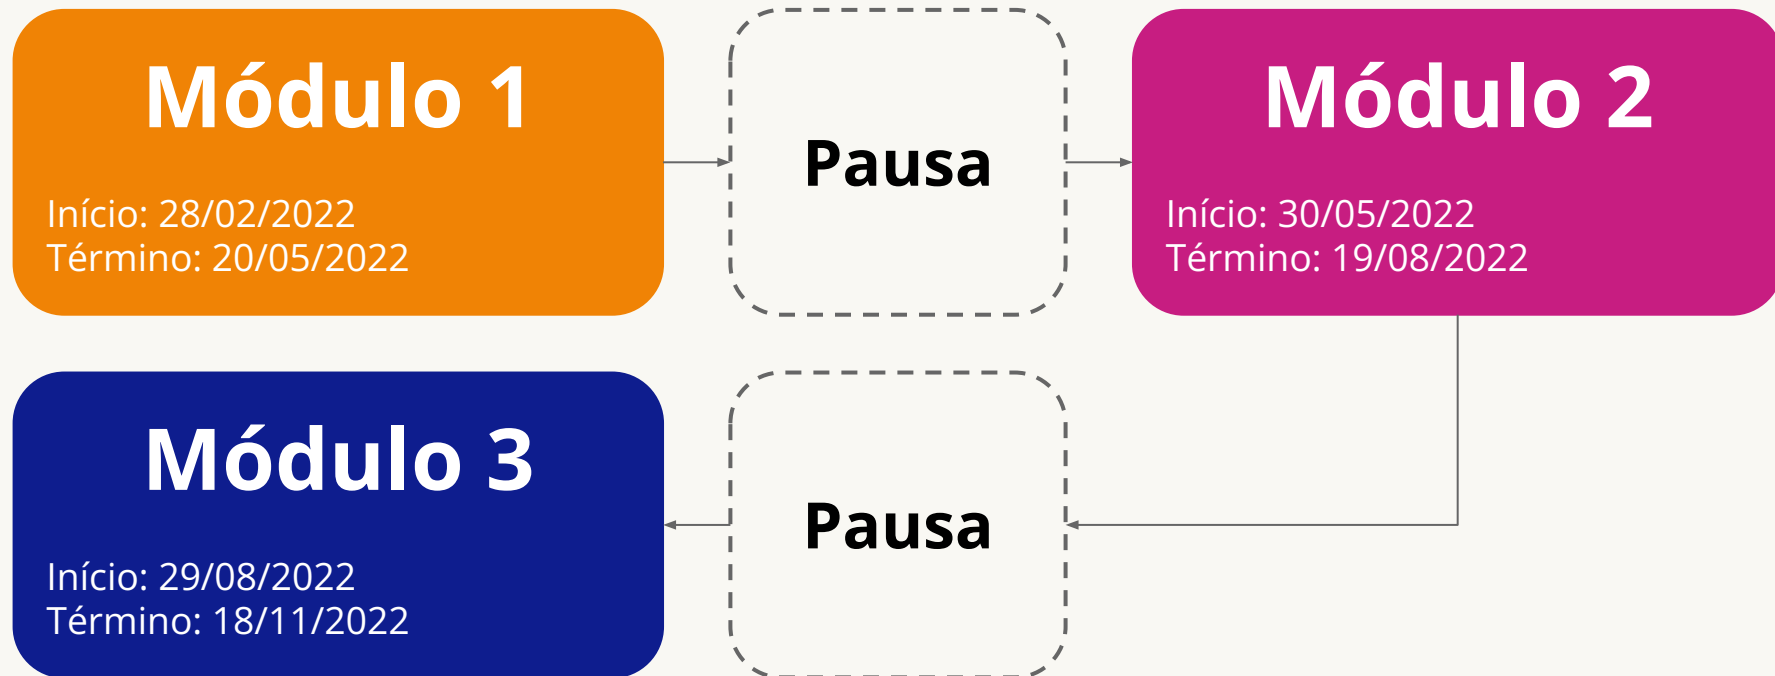 Módulo 1
Início: 28/02/2022
Término: 20/05/2022
Pausa
Módulo 2
Início: 30/05/2022
Término: 19/08/2022
Pausa
Módulo 3
Início: 29/08/2022
Término: 18/11/2022